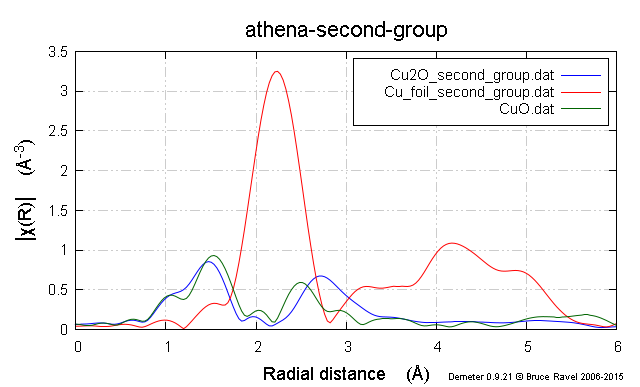 athena-second-group
3.5
3
2.5
2
1.5
1
0.5
0
|χ(R)|   (Å-3)
Cu2O_second_group.dat
Cu_foil_second_group.dat
CuO.dat
0 1 2 3 4 5 6
Radial distance   (Å)
Demeter 0.9.21 © Bruce Ravel 2006-2015